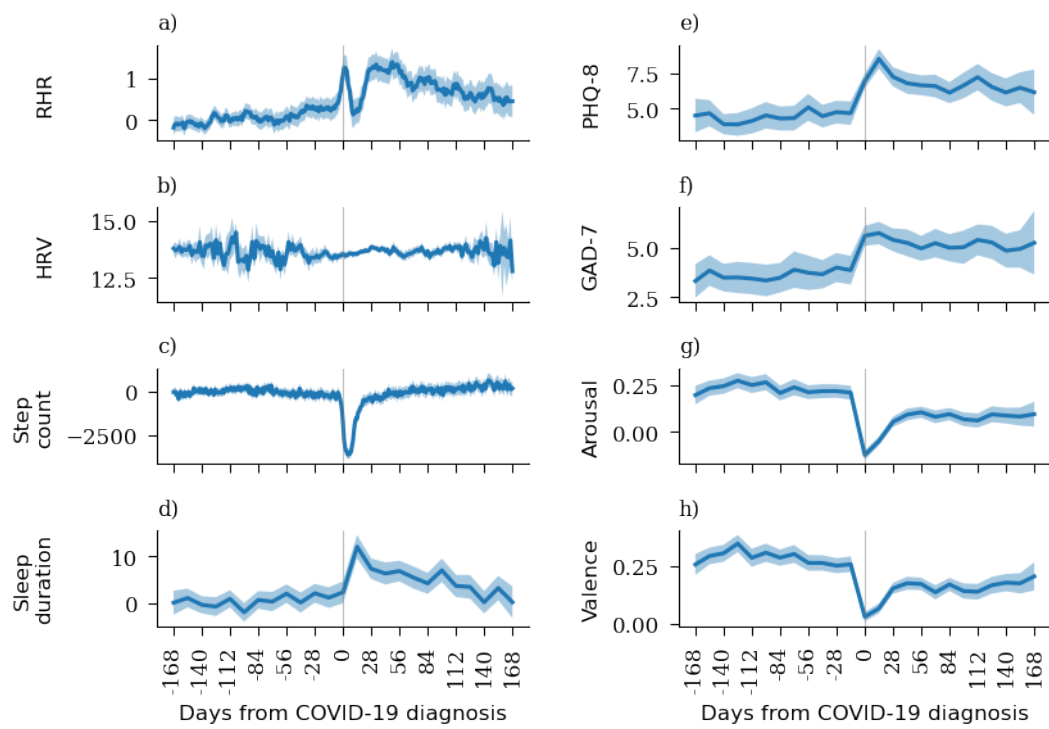 a)
RHR
1
0
b)
HRV
15.0
12.5
c)
Step
count
0
−2500
d)
Sleep
duration
10
0
-168
-140
-112
-84
-56
-28
0
28
56
84
112
140
168
Days from COVID-19 diagnosis
e)
PHQ-8
7.5
5.0
f)
GAD-7
5.0
2.5
g)
Arousal
0.25
0.00
h)
Valence
0.25
0.00
-168
-140
-112
-84
-56
-28
0
28
56
84
112
140
168
Days from COVID-19 diagnosis